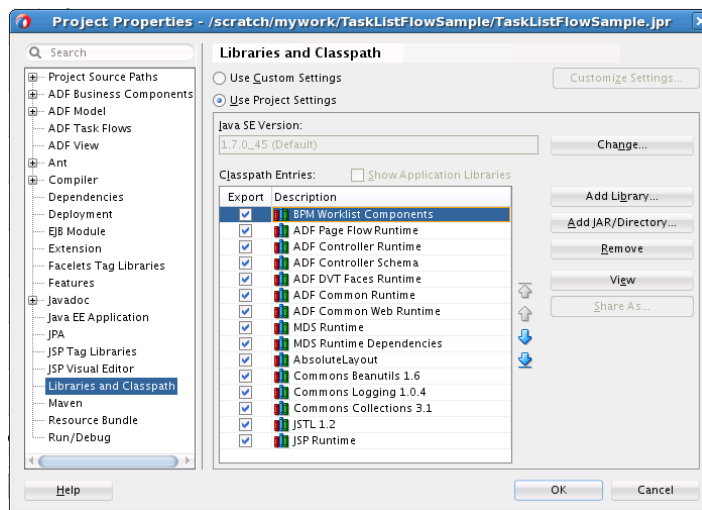 Project Properties - /scratch/mywork/TaskListFlowSample/TaskListFlowSample.jpr
Search
Project Source Paths
ADF Business Components
ADF Model
ADF Task Flows
ADF View
Ant
Compiler
Dependencies
Deployment
EJB Module
Extension
Facelets Tag Libraries
Features
Javadoc
Java EE Application
JPA
JSP Tag Libraries
JSP Visual Editor
Libraries and Classpath
Maven
Resource Bundle
Run/Debug
Libraries and Classpath
Use Custom Settings
Customize Settings...
Use Project Settings
Java SE Version:
1.7.0_45 (Default)
Change...
Classpath Entries:
Show Application Libraries
Export Description
BPM Worklist Components
ADF Page Flow Runtime
ADF Controller Runtime
ADF Controller Schema
ADF DVT Faces Runtime
ADF Common Runtime
ADF Common Web Runtime
MDS Runtime
MDS Runtime Dependencies
AbsoluteLayout
Commons Beanutils 1.6
Commons Logging 1.0.4
Commons Collections 3.1
JSTL 1.2
JSP Runtime
Add Library...
Add JAR/Directory...
Remove
View
Share As...
Help
OK
Cancel